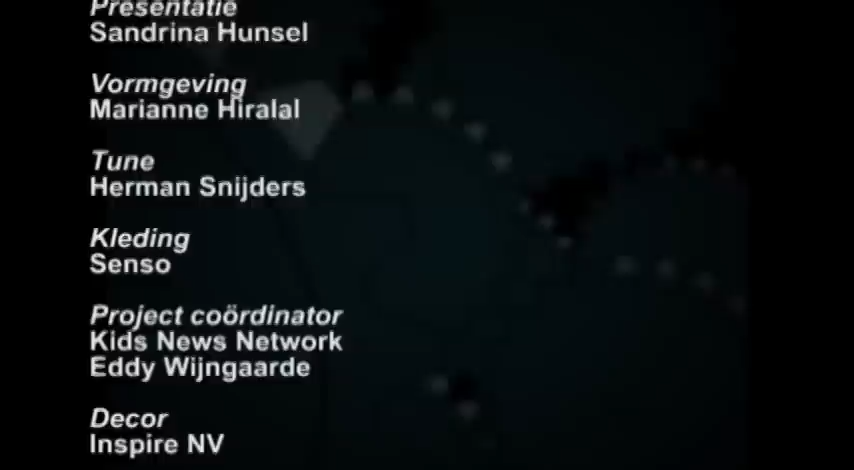 Presentatie
Sandrina Hunsel
Vormgeving
Marianne Hiralal
Tune
Herman Snijders
Kleding
Senso
Project coördinator
Kids News Network
Eddy Wijngaarde
Decor
Inspire NV